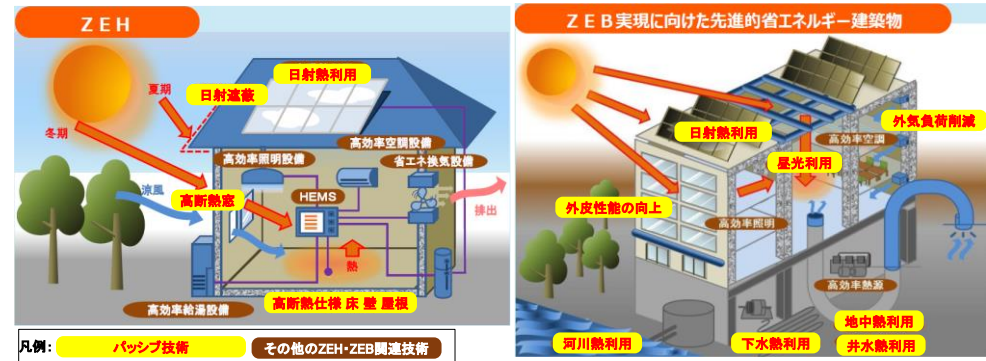 ZEH
日射熱利用
夏期
日射遮蔽
冬期
高効率空調設備
高効率照明設備
省エネ換気設備
涼風
高断熱窓
HEMS
排出
熱
高効率給湯設備
高断熱仕様 床 壁 屋根
凡例：
パッシブ技術
その他のZEH・ZEB関連技術
ZEB実現に向けた先進的省エネルギー建築物
外気負荷削減
日射熱利用
高効率空調
昼光利用
外皮性能の向上
高効率照明
高効率熱源
地中熱利用
河川熱利用
下水熱利用
井水熱利用